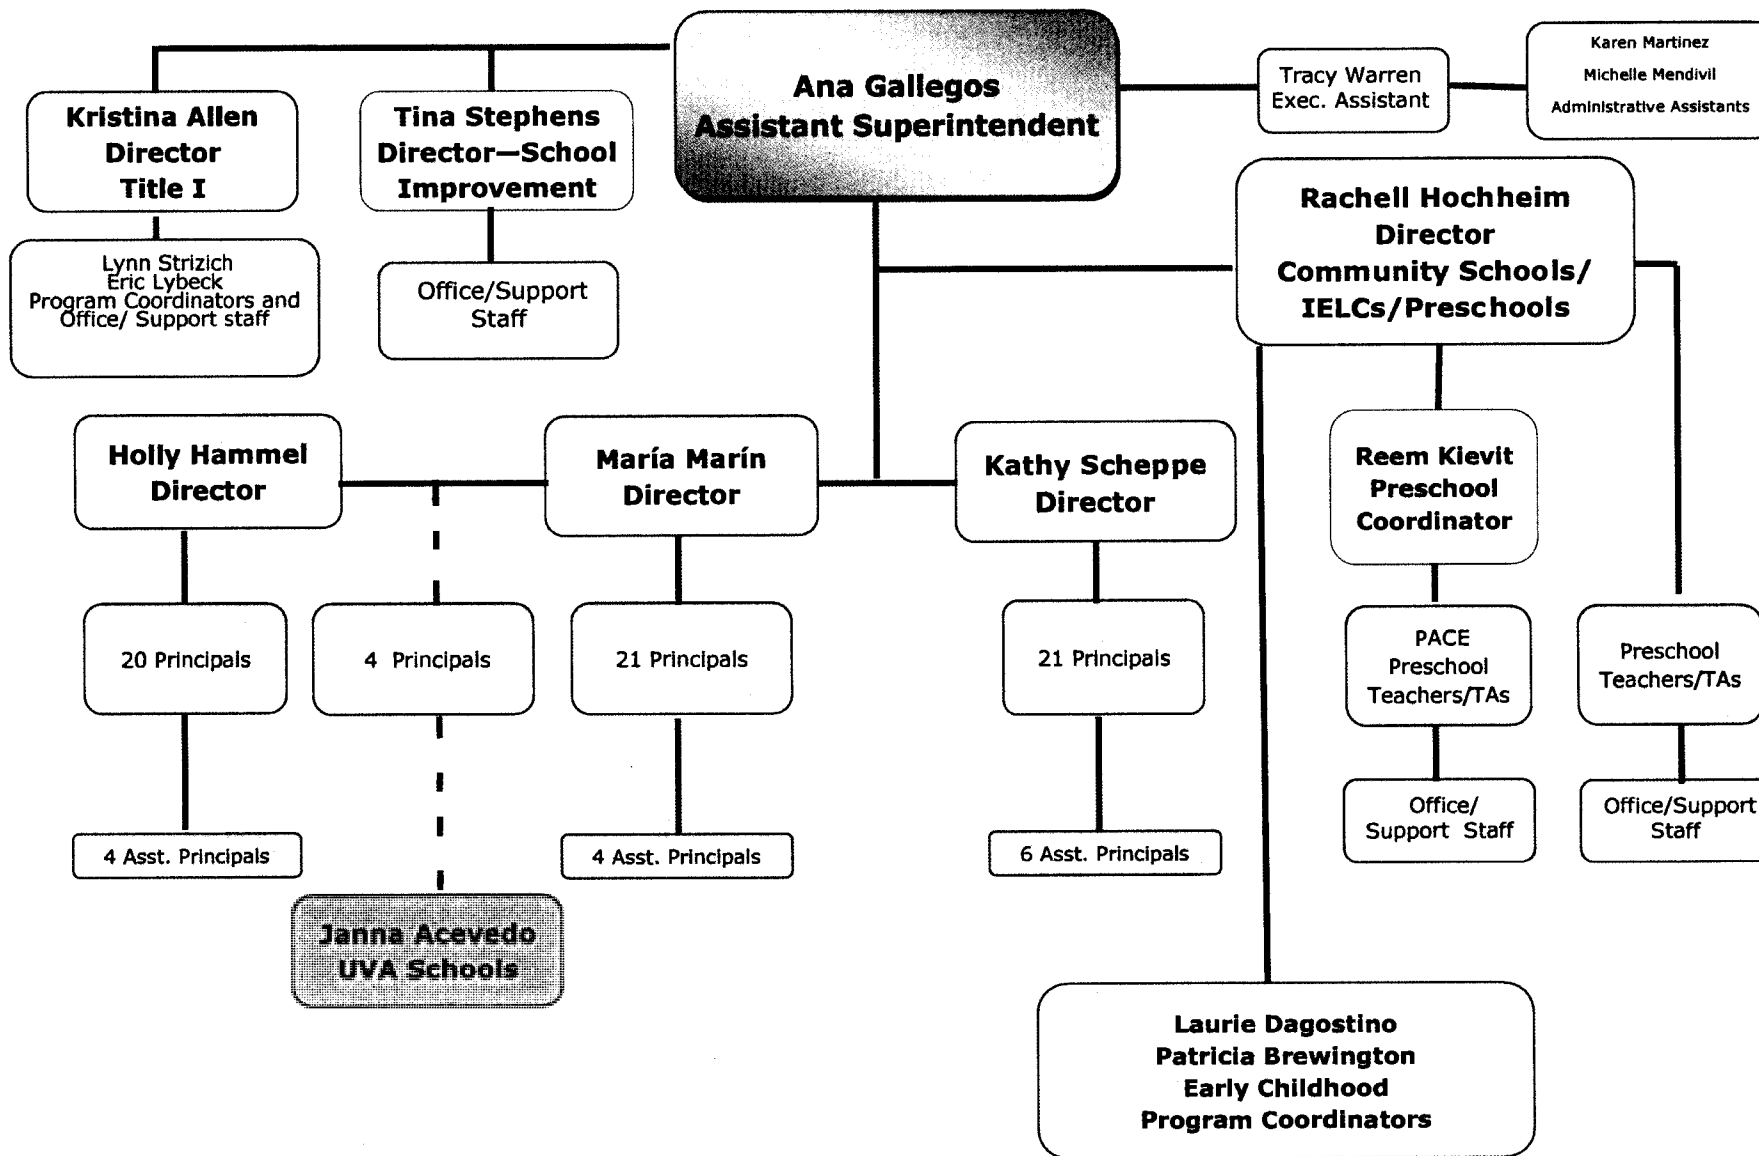 Ana Gallegos
Assistant Superintendent
Tracy Warren
Exec. Assistant
Karen Martinez
Michelle Mendivil
Administrative Assistants
Kristina Allen
Director
Title I
Tina Stephens
Director—School
Improvement
Rachell Hochheim
Director
Community Schools/
IELCs/Preschools
Lynn Strizich
Eric Lybeck
Program Coordinators and
Office/ Support staff
Office/Support
Staff
Holly Hammel
Director
María Marín
Director
Kathy Scheppe
Director
Reem Kievit
Preschool
Coordinator
20 Principals
4 Principals
21 Principals
21 Principals
PACE
Preschool
Teachers/TAs
Preschool
Teachers/TAs
4 Asst. Principals
4 Asst. Principals
6 Asst. Principals
Office/
Support Staff
Office/Support
Staff
Janna Acevedo
UVA Schools
Laurie Dagostino
Patricia Brewington
Early Childhood
Program Coordinators